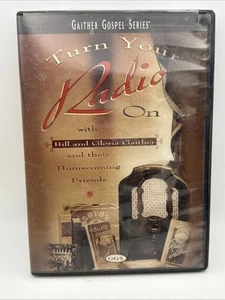 GAITHER GOSPEL SERIES
Turn Your
Radio
On
with
Bill and Gloria Gaither
and their
Homecoming
Friends
GGS